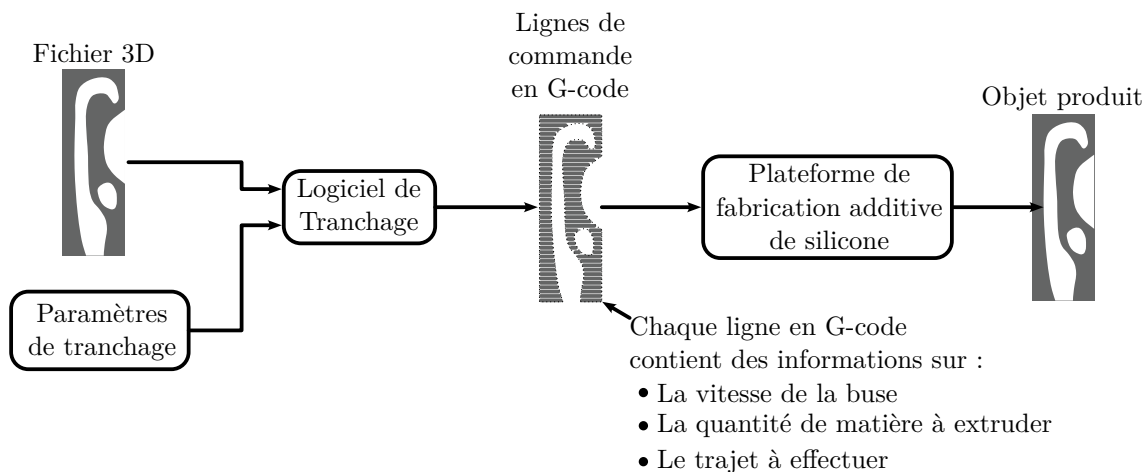 Fichier 3D
Paramètres
de tranchage
Logiciel de
Tranchage
Lignes de
commande
en G-code
Plateforme de
fabrication additive
de silicone
Objet produit
Chaque ligne en G-code
contient des informations sur :
• La vitesse de la buse
• La quantité de matière à extruder
• Le trajet à effectuer